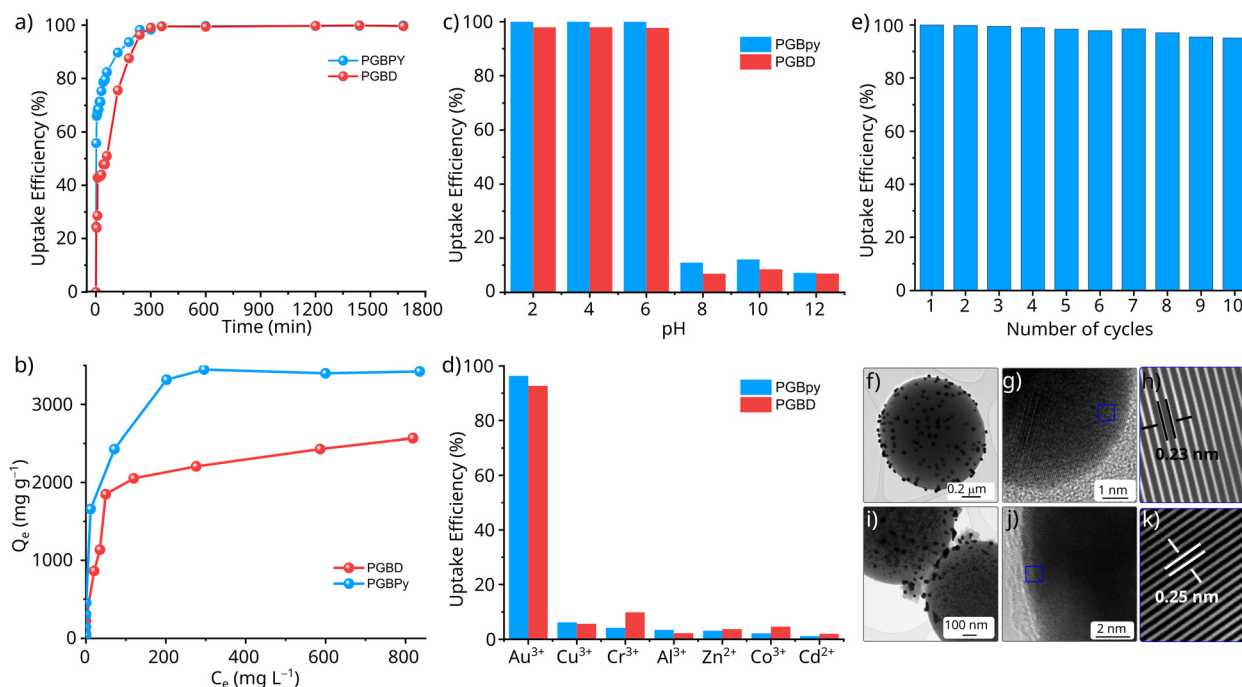 a)
100
80
60
40
20
0
Uptake Efficiency (%)
PGBPY
PGBD
0 300 600 900 1200 1500 1800
Time (min)
c)
100
80
60
40
20
0
Uptake Efficiency (%)
PGBpy
PGBD
2 4 6 8 10 12
pH
e)
100
80
60
40
20
0
Uptake Efficiency (%)
1 2 3 4 5 6 7 8 9 10
Number of cycles
b)
3000
2000
1000
0
Qₑ (mg g⁻¹)
PGBD
PGBPy
0 200 400 600 800
Cₑ (mg L⁻¹)
d)
100
80
60
40
20
0
Uptake Efficiency (%)
PGBpy
PGBD
Au³⁺ Cu³⁺ Cr³⁺ Al³⁺ Zn²⁺ Co³⁺ Cd²⁺
f)
0.2 μm
g)
1 nm
h)
0.23 nm
i)
100 nm
j)
2 nm
k)
0.25 nm